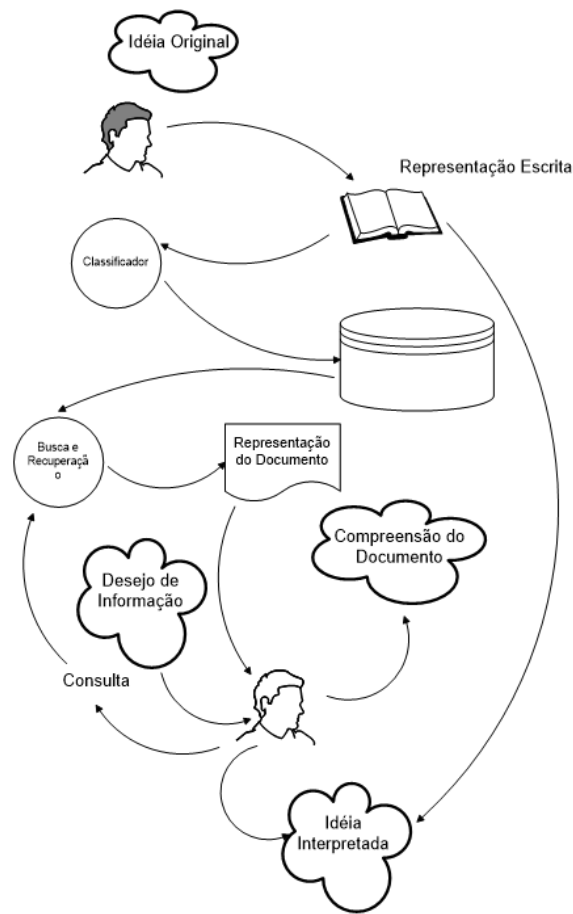 Idéia Original
Representação Escrita
Classificador
Busca e
Recuperaçã
o
Representação
do Documento
Compreensão do
Documento
Desejo de
Informação
Consulta
Idéia
Interpretada